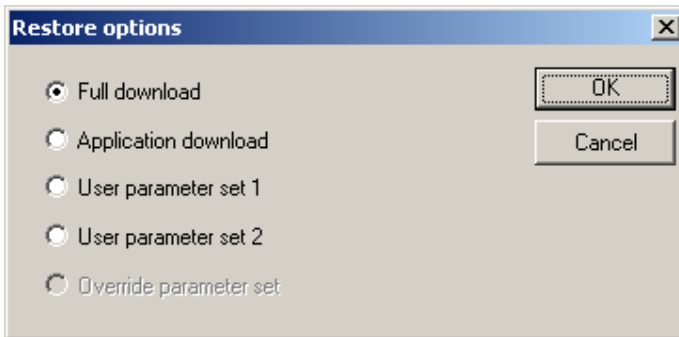 Restore options
Full download
OK
Application download
Cancel
User parameter set 1
User parameter set 2
Override parameter set